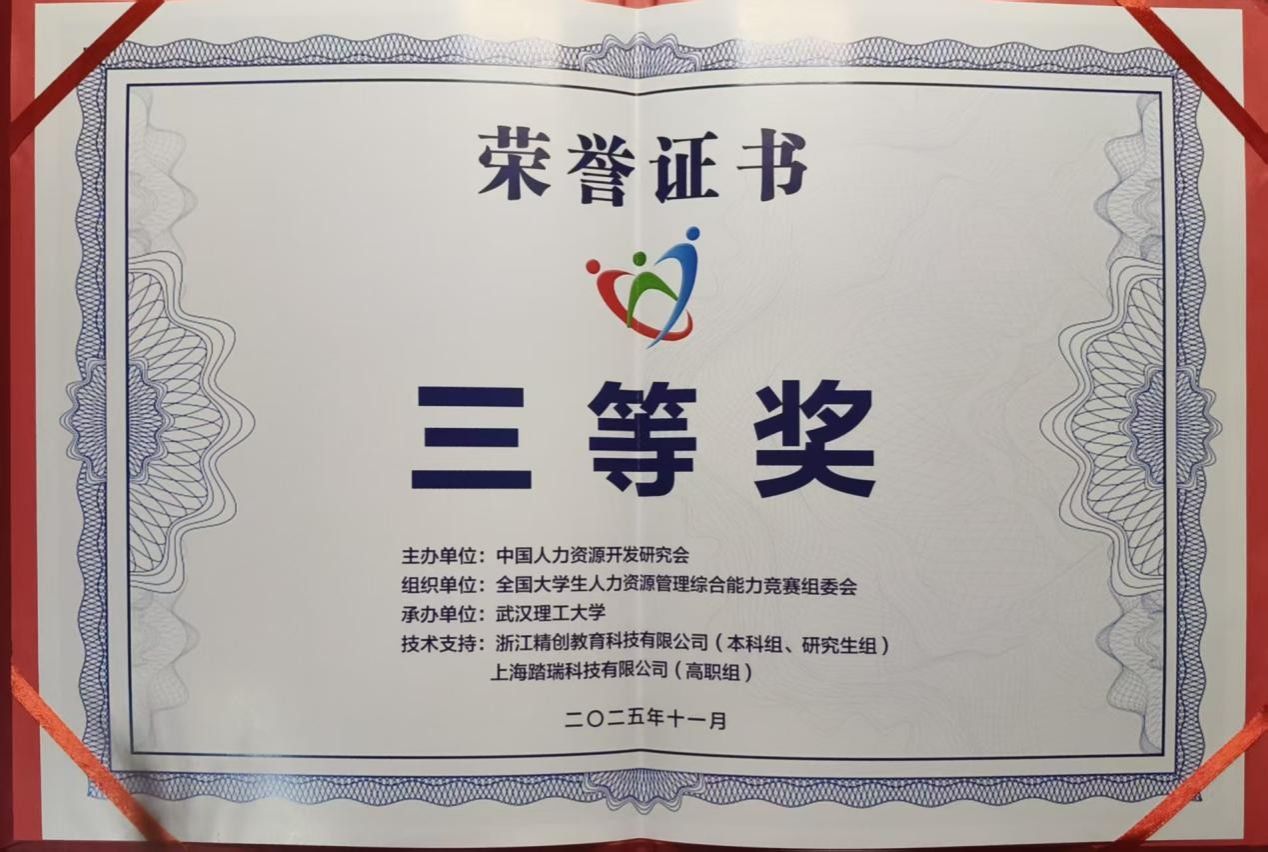 荣誉证书
三等奖
主办单位：中国人力资源开发研究会
组织单位：全国大学生人力资源管理综合能力竞赛组委会
承办单位：武汉理工大学
技术支持：浙江精创教育科技有限公司（本科组、研究生组）
上海踏瑞科技有限公司（高职组）
二〇二五年十一月